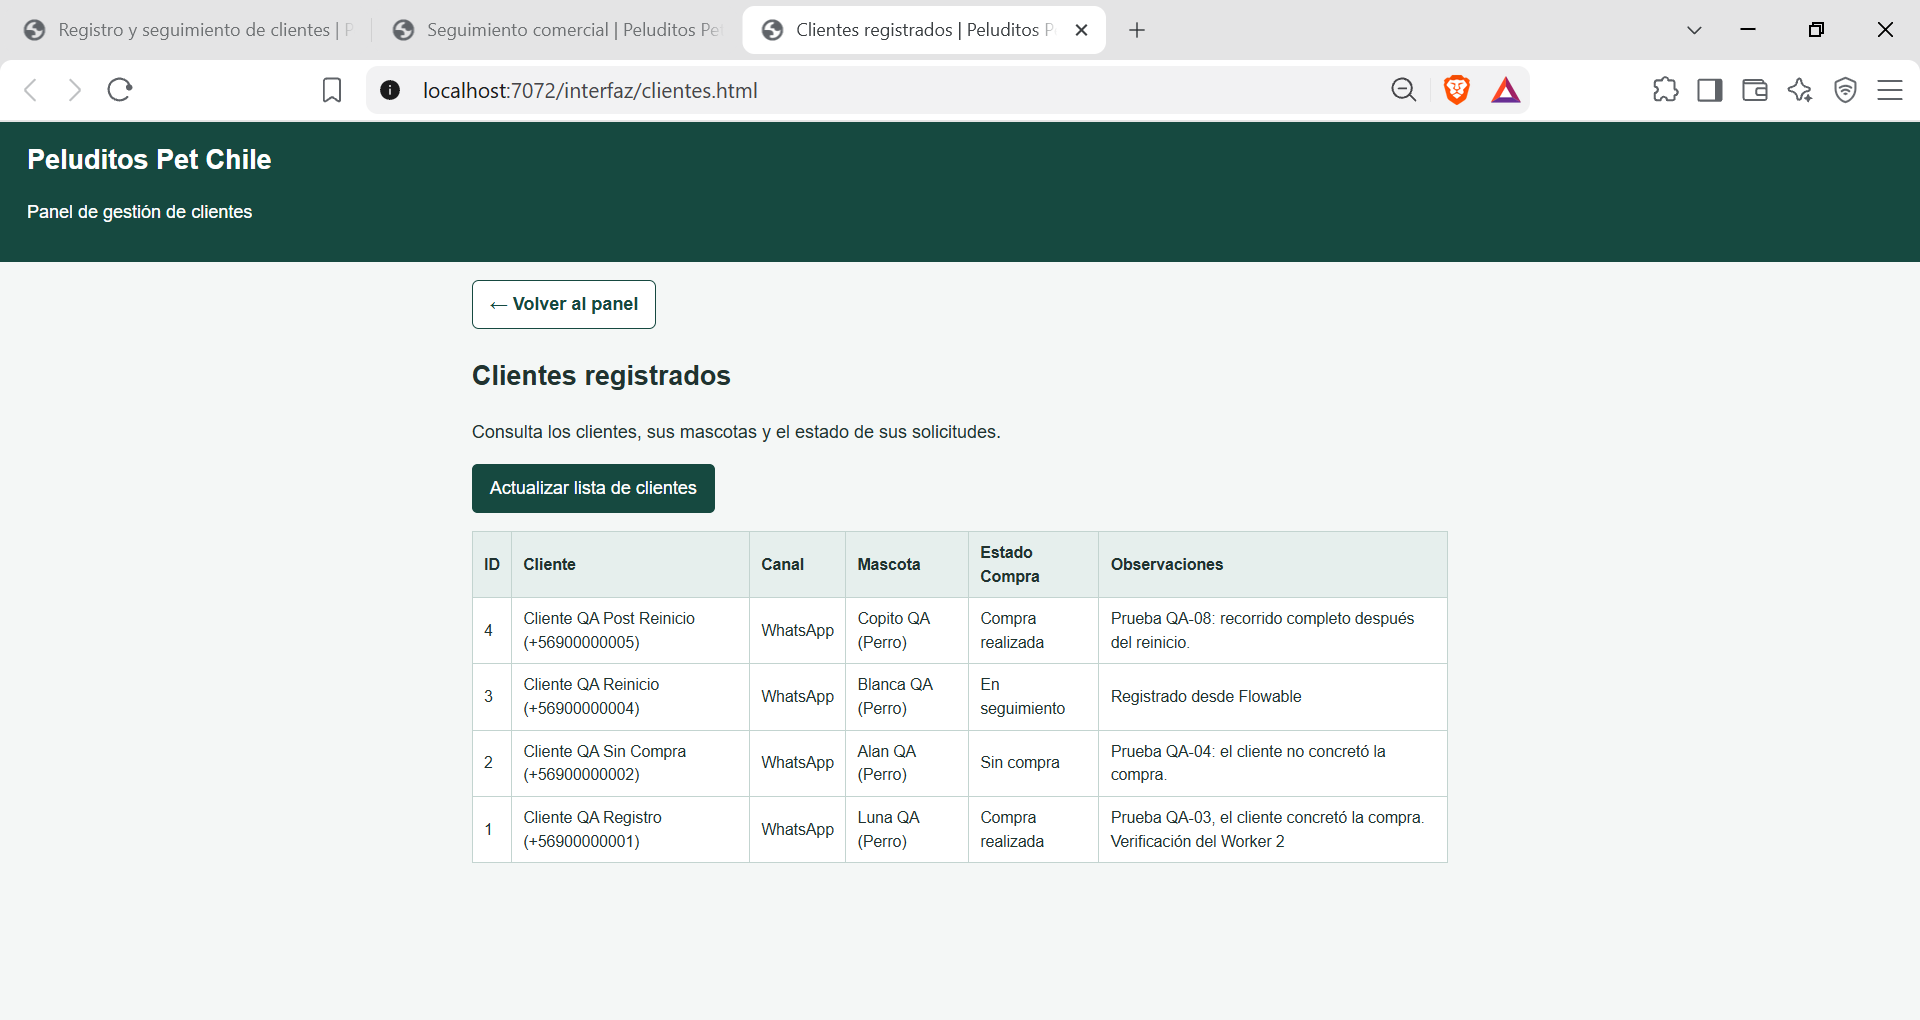 Registro y seguimiento de clientes | P
Seguimiento comercial | Peluditos Pet
Clientes registrados | Peluditos P
localhost:7072/interfaz/clientes.html
Peluditos Pet Chile
Panel de gestión de clientes
← Volver al panel
Clientes registrados
Consulta los clientes, sus mascotas y el estado de sus solicitudes.
Actualizar lista de clientes
ID Cliente Canal Mascota Estado Compra Observaciones
4 Cliente QA Post Reinicio (+56900000005) WhatsApp Copito QA (Perro) Compra realizada Prueba QA-08: recorrido completo después del reinicio.
3 Cliente QA Reinicio (+56900000004) WhatsApp Blanca QA (Perro) En seguimiento Registrado desde Flowable
2 Cliente QA Sin Compra (+56900000002) WhatsApp Alan QA (Perro) Sin compra Prueba QA-04: el cliente no concretó la compra.
1 Cliente QA Registro (+56900000001) WhatsApp Luna QA (Perro) Compra realizada Prueba QA-03, el cliente concretó la compra. Verificación del Worker 2